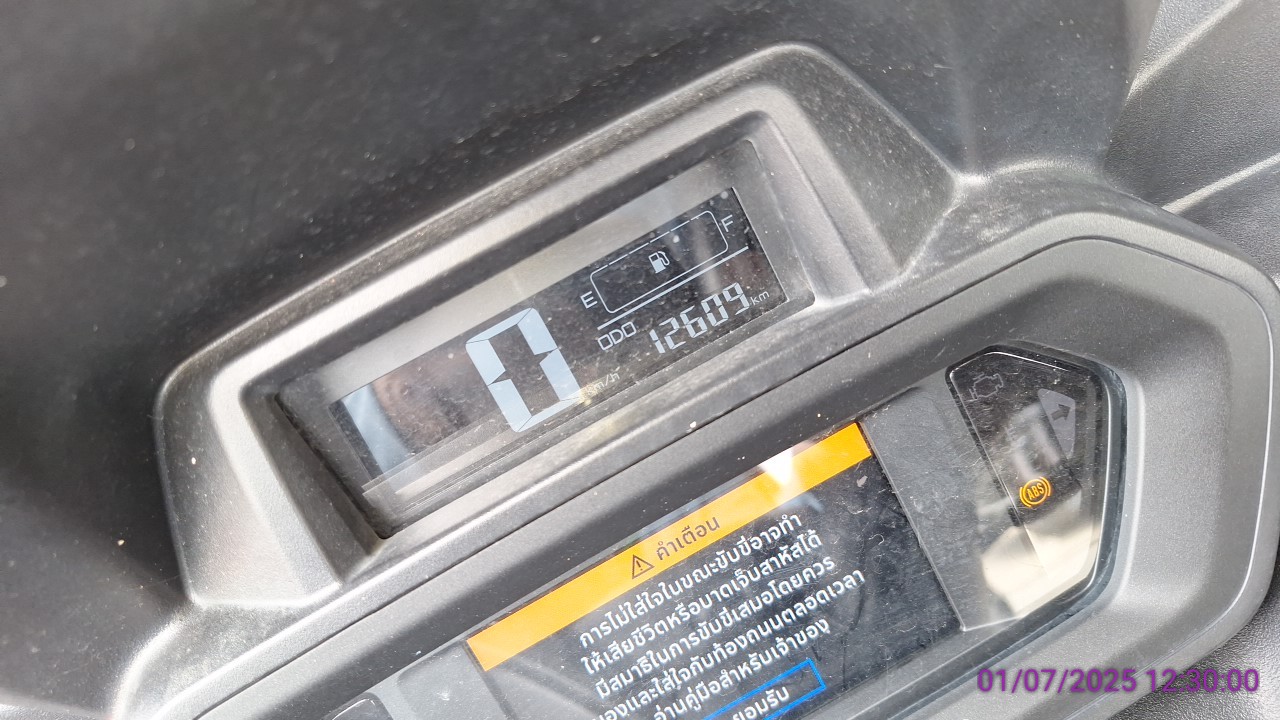 F
E
ODO 12609 km
0 km/h
ABS
คำเตือน
การไม่ใส่ใจในขณะขับขี่อาจทำ
ให้เสียชีวิตหรือบาดเจ็บสาหัสได้
มีสมาธิในการขับขี่เสมอโดยควร
มองและใส่ใจกับท้องถนนตลอดเวลา
อ่านคู่มือสำหรับเจ้าของ
ยอมรับ
01/07/2025 12:30:00